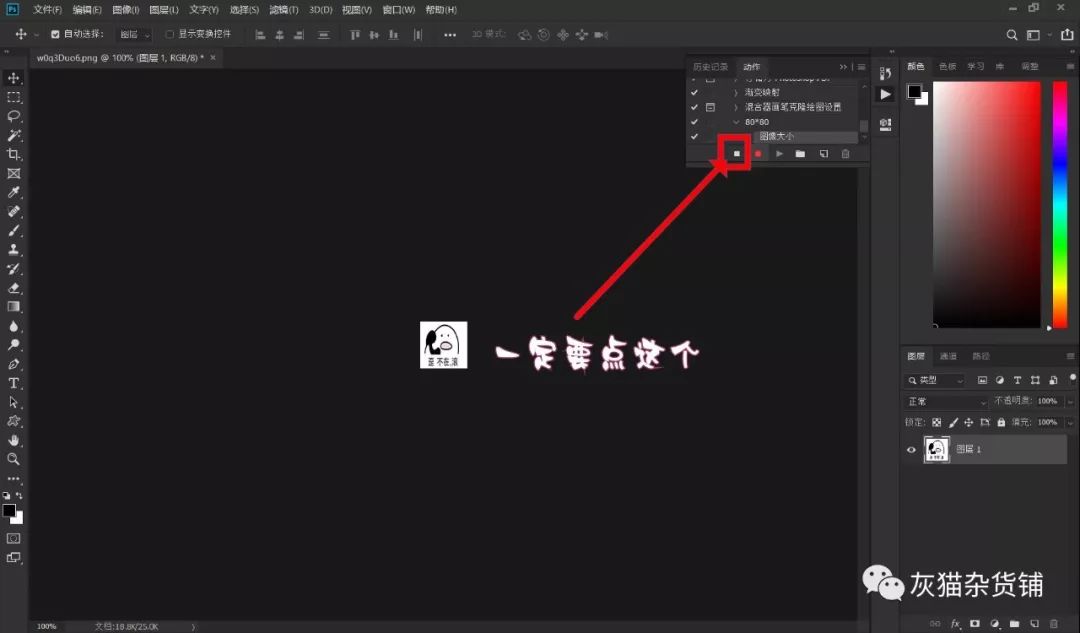 Ps 文件(F) 编辑(E) 图像(I) 图层(L) 文字(Y) 选择(S) 滤镜(T) 3D(D) 视图(V) 窗口(W) 帮助(H)
自动选择: 图层 显示变换控件 3D 模式:
w0q3Duo6.png @ 100% (图层 1, RGB/8) * ×
历史记录 动作
渐变映射
混合器画笔克隆绘图设置
80*80
图像大小
颜色 色板 学习 库 调整
一定要点这个
图层 通道 路径
类型
正常 不透明度: 100%
锁定: 填充: 100%
图层 1
灰猫杂货铺
100% 文档:18.8K/25.0K